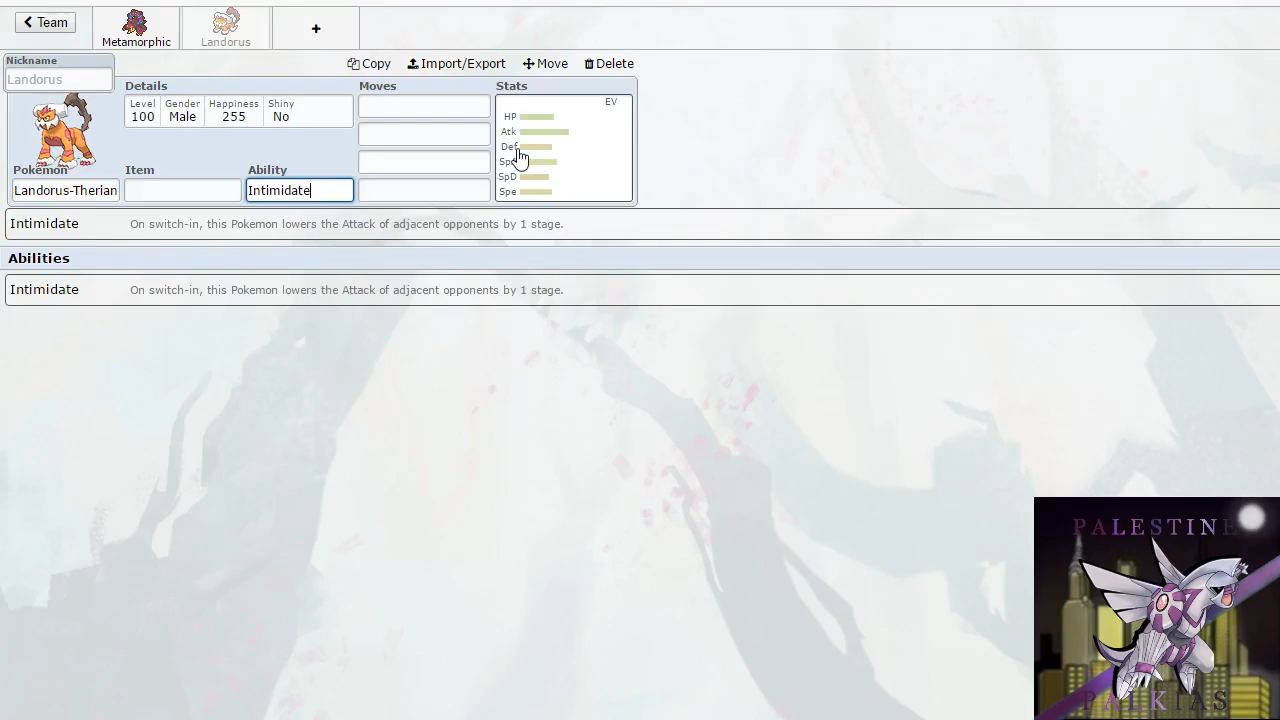 Team
Metamorphic
Landorus
+
Nickname
Landorus
Copy Import/Export Move Delete
Details
Level Gender Happiness Shiny
100 Male 255 No
Moves
Stats
EV
HP
Atk
Def
SpD
Spe
Pokémon Item Ability
Landorus-Therian Intimidate
Intimidate On switch-in, this Pokemon lowers the Attack of adjacent opponents by 1 stage.
Abilities
Intimidate On switch-in, this Pokemon lowers the Attack of adjacent opponents by 1 stage.
PALESTINE
PALKIAS